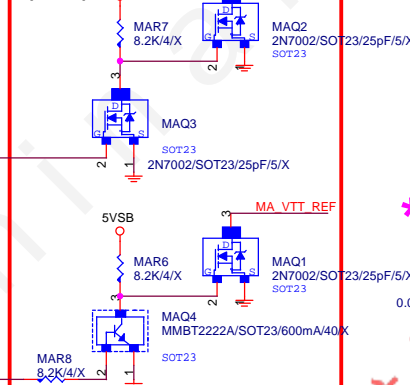 MAR7
8.2K/4/X
D
G
S
MAQ2
2N7002/SOT23/25pF/5/X
SOT23
3
2
1
D
G
S
MAQ3
SOT23
2N7002/SOT23/25pF/5/X
2
1
5VSB
3
MA_VTT_REF
MAR6
8.2K/4/X
D
G
S
MAQ1
2N7002/SOT23/25pF/5/X
SOT23
3
2
1
MAQ4
MMBT2222A/SOT23/600mA/40/X
SOT23
MAR8
8.2K/4/X
2
1
0.0